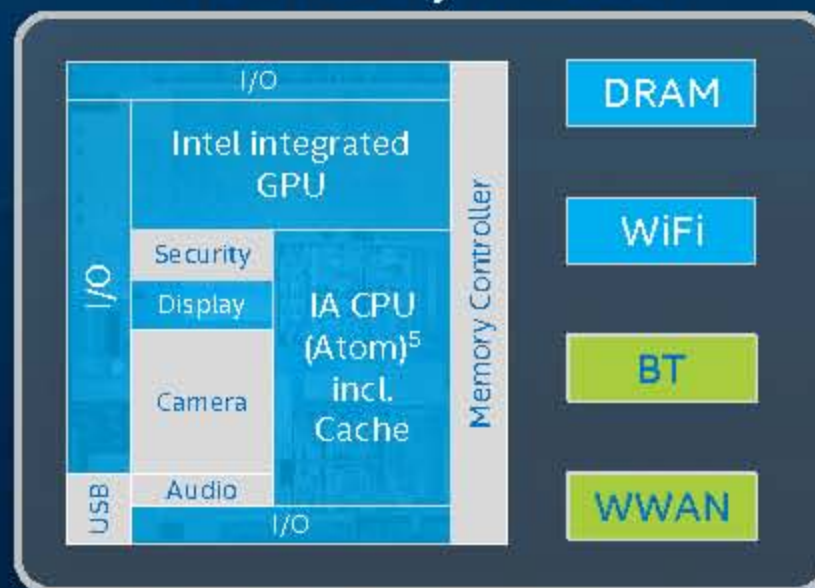 I/O
Intel integrated
GPU
I/O
Security
Display
Camera
Audio
USB
IA CPU
(Atom)⁵
incl.
Cache
I/O
Memory Controller
DRAM
WiFi
BT
WWAN